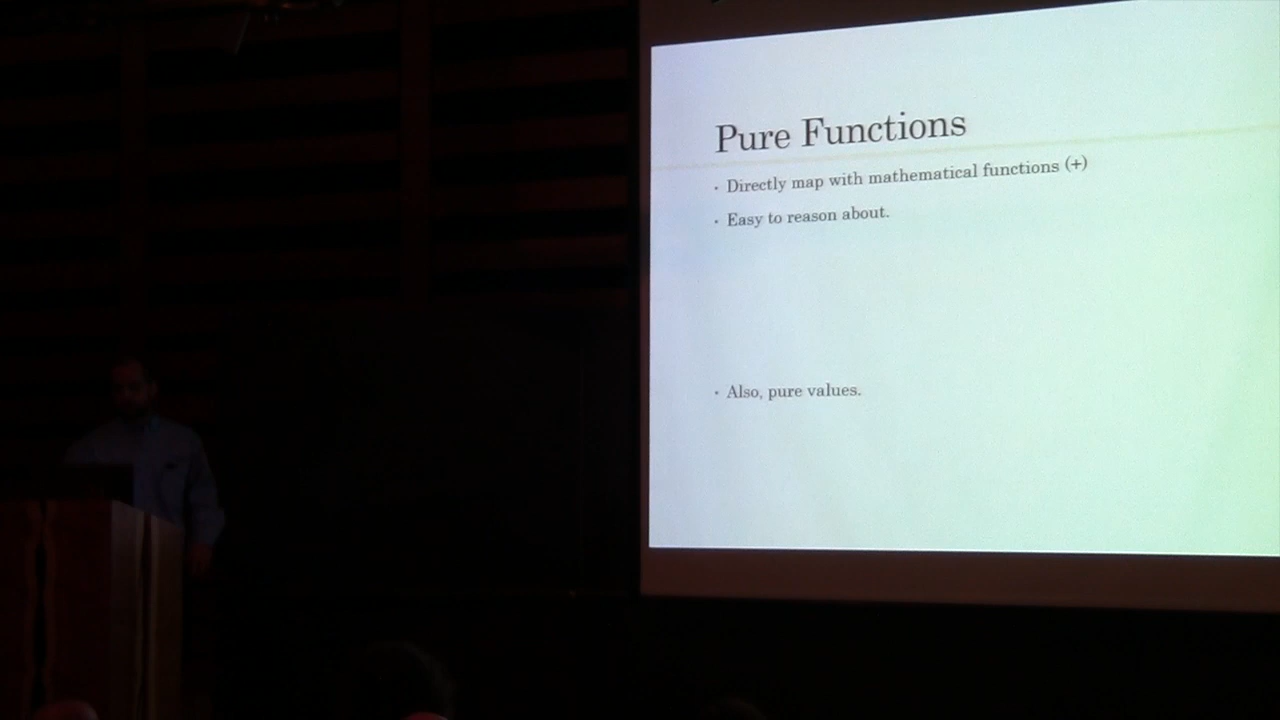 Pure Functions
· Directly map with mathematical functions (+)
· Easy to reason about.
· Also, pure values.